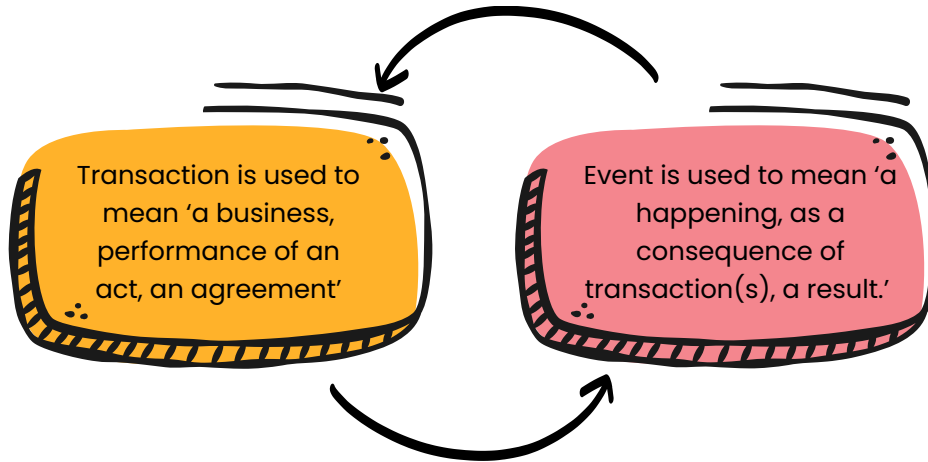 Transaction is used to
mean ‘a business,
performance of an
act, an agreement’
Event is used to mean ‘a
happening, as a
consequence of
transaction(s), a result.’